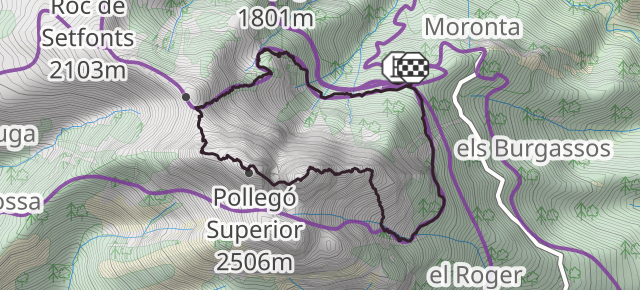 Roc de
Setfonts
2103m
1801m
Moronta
uga
els Burgassos
ossa
Pollegó
Superior
2506m
el Roger